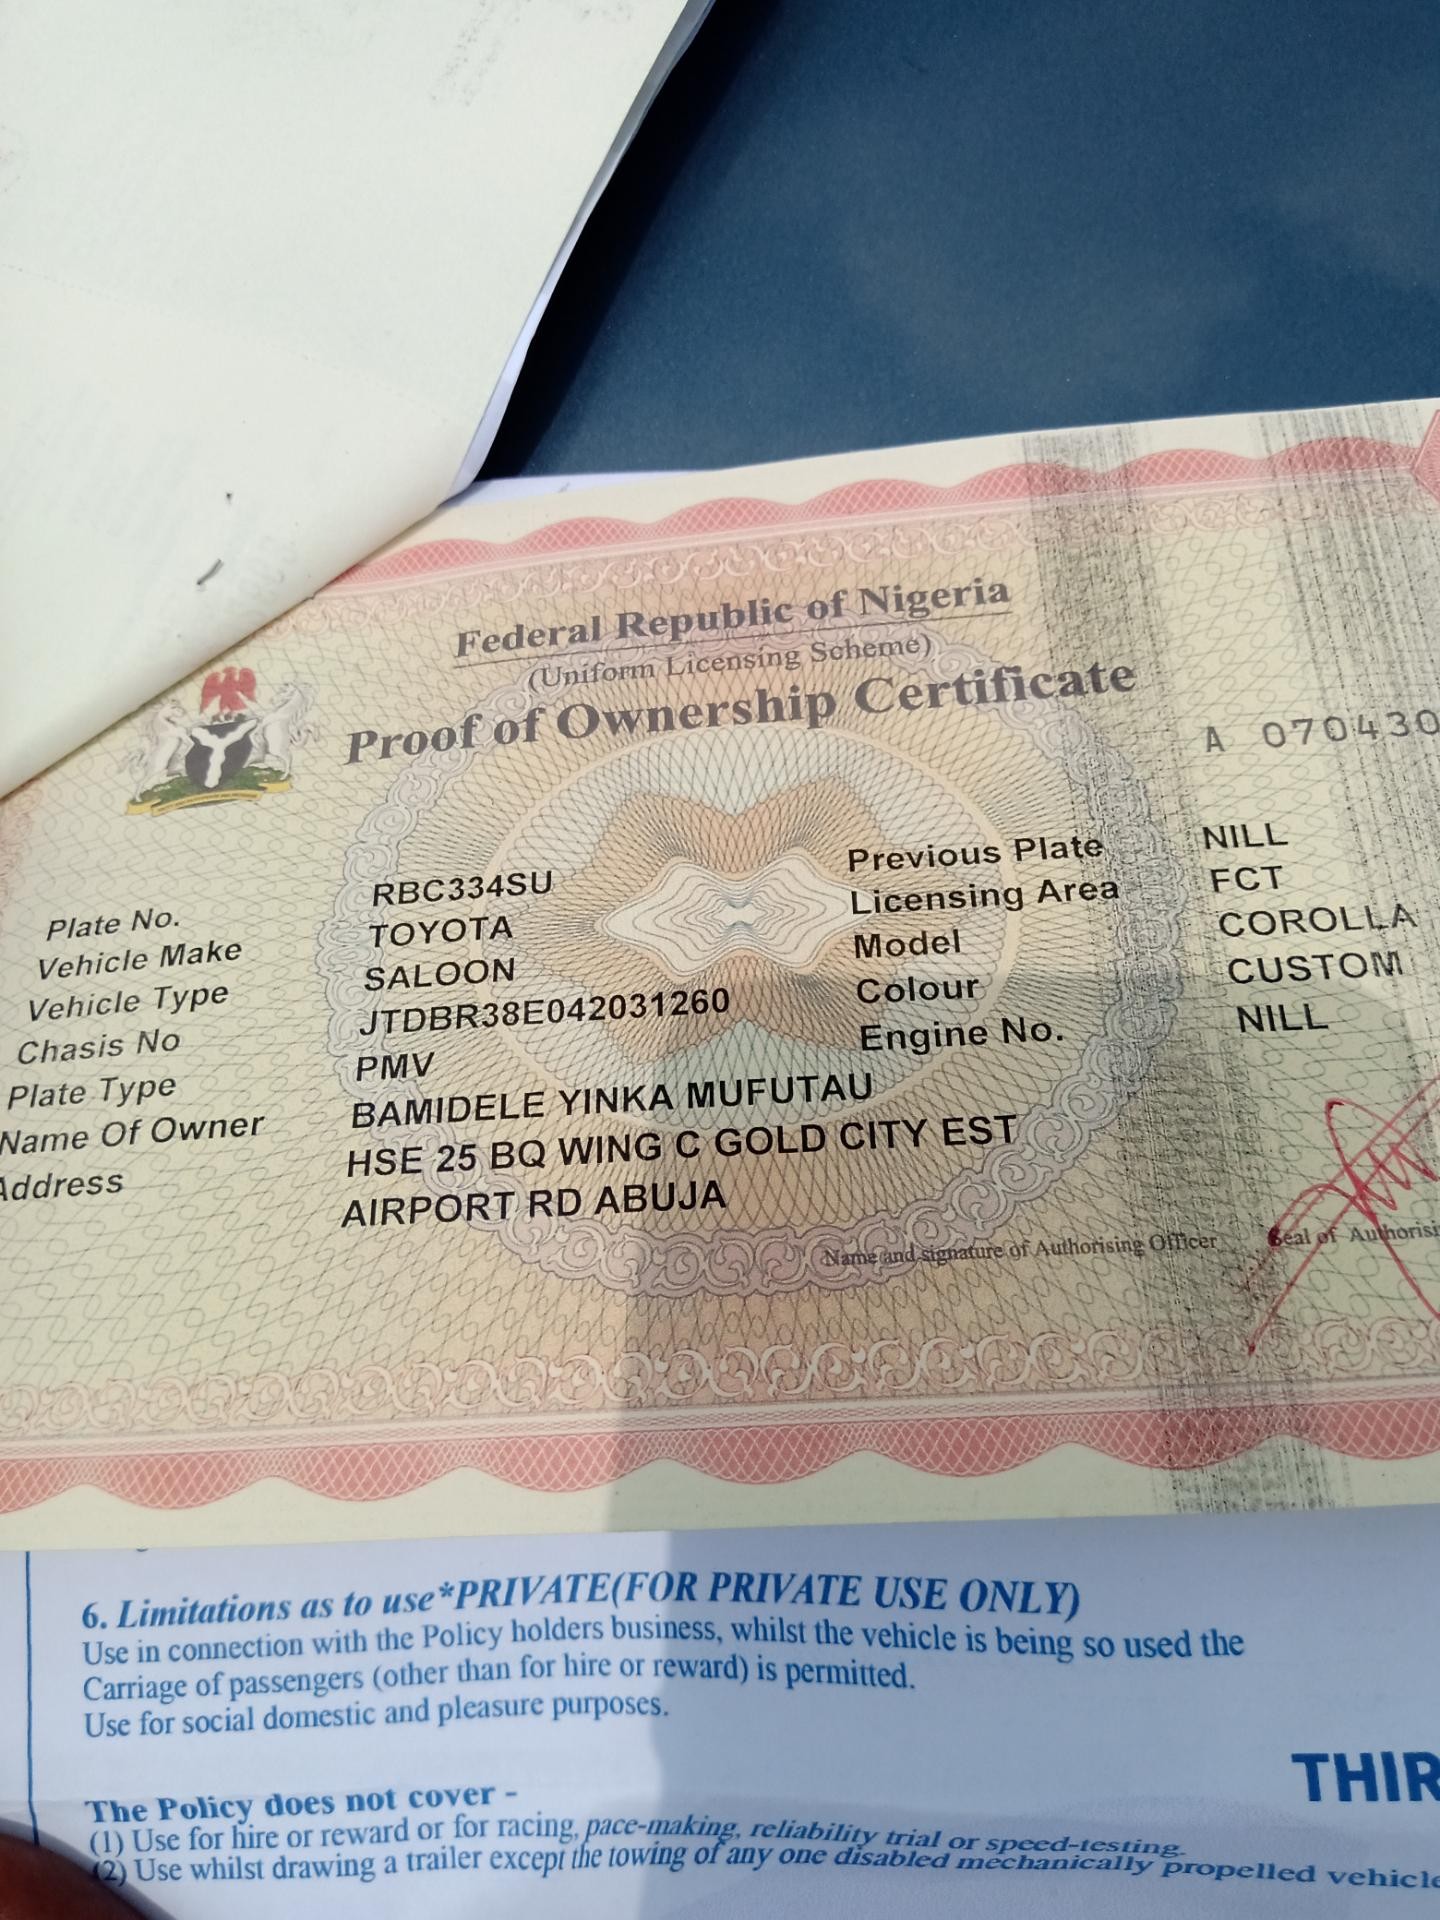 Federal Republic of Nigeria
(Uniform Licensing Scheme)
Proof of Ownership Certificate
A 070430
Plate No. RBC334SU
Vehicle Make TOYOTA
Vehicle Type SALOON
Chasis No JTDBR38E042031260
Plate Type PMV
Name Of Owner BAMIDELE YINKA MUFUTAU
Address HSE 25 BQ WING C GOLD CITY EST
AIRPORT RD ABUJA
Previous Plate NILL
Licensing Area FCT
Model COROLLA
Colour CUSTOM
Engine No. NILL
Name and signature of Authorising Officer
Seal of Authorisi
6. Limitations as to use*PRIVATE(FOR PRIVATE USE ONLY)
Use in connection with the Policy holders business, whilst the vehicle is being so used the
Carriage of passengers (other than for hire or reward) is permitted.
Use for social domestic and pleasure purposes.
THIR
The Policy does not cover -
(1) Use for hire or reward or for racing, pace-making, reliability trial or speed-testing.
(2) Use whilst drawing a trailer except the towing of any one disabled mechanically propelled vehicle